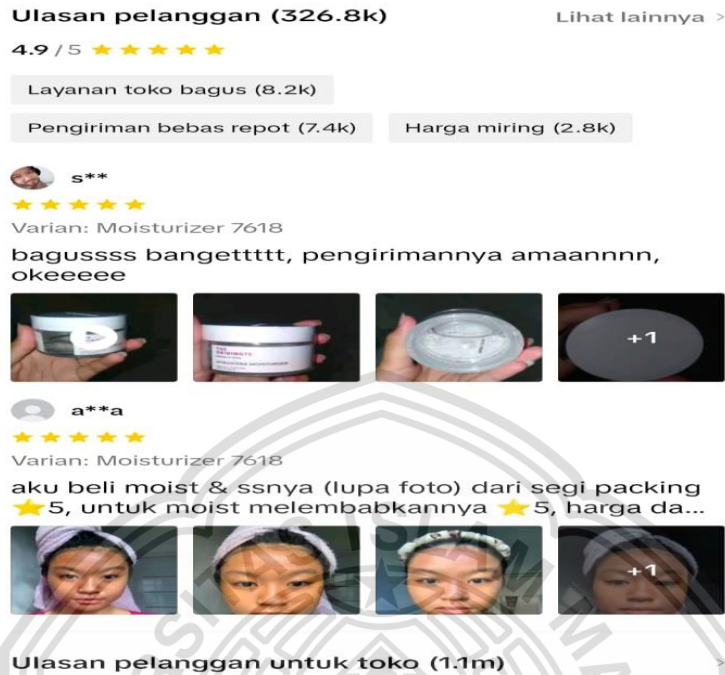 Ulasan pelanggan (326.8k)
Lihat lainnya >
4.9 / 5 ⭐⭐⭐⭐⭐
Layanan toko bagus (8.2k)
Pengiriman bebas repot (7.4k)
Harga miring (2.8k)
s**
⭐⭐⭐⭐⭐
Varian: Moisturizer 7618
bagussss bangettttt, pengirimannya amaannnn,
okeeeee
+1
a**a
⭐⭐⭐⭐⭐
Varian: Moisturizer 7618
aku beli moist & ssnya (lupa foto) dari segi packing
⭐5, untuk moist melembabkannya ⭐5, harga da...
+1
Ulasan pelanggan untuk toko (1.1m)
>